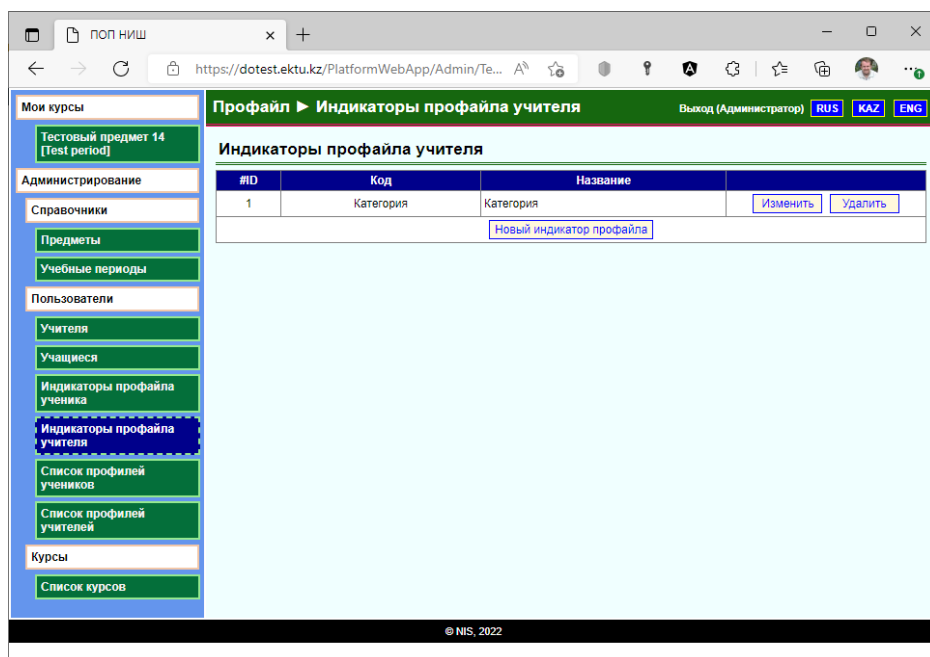 ПОП НИШ
https://dotest.ektu.kz/PlatformWebApp/Admin/Te...
Мои курсы
Тестовый предмет 14
[Test period]
Администрирование
Справочники
Предметы
Учебные периоды
Пользователи
Учителя
Учащиеся
Индикаторы профайла
ученика
Индикаторы профайла
учителя
Список профилей
учеников
Список профилей
учителей
Курсы
Список курсов
Профайл ► Индикаторы профайла учителя
Выход (Администратор) RUS KAZ ENG
Индикаторы профайла учителя
#ID Код Название
1 Категория Категория Изменить Удалить
Новый индикатор профайла
© NIS, 2022